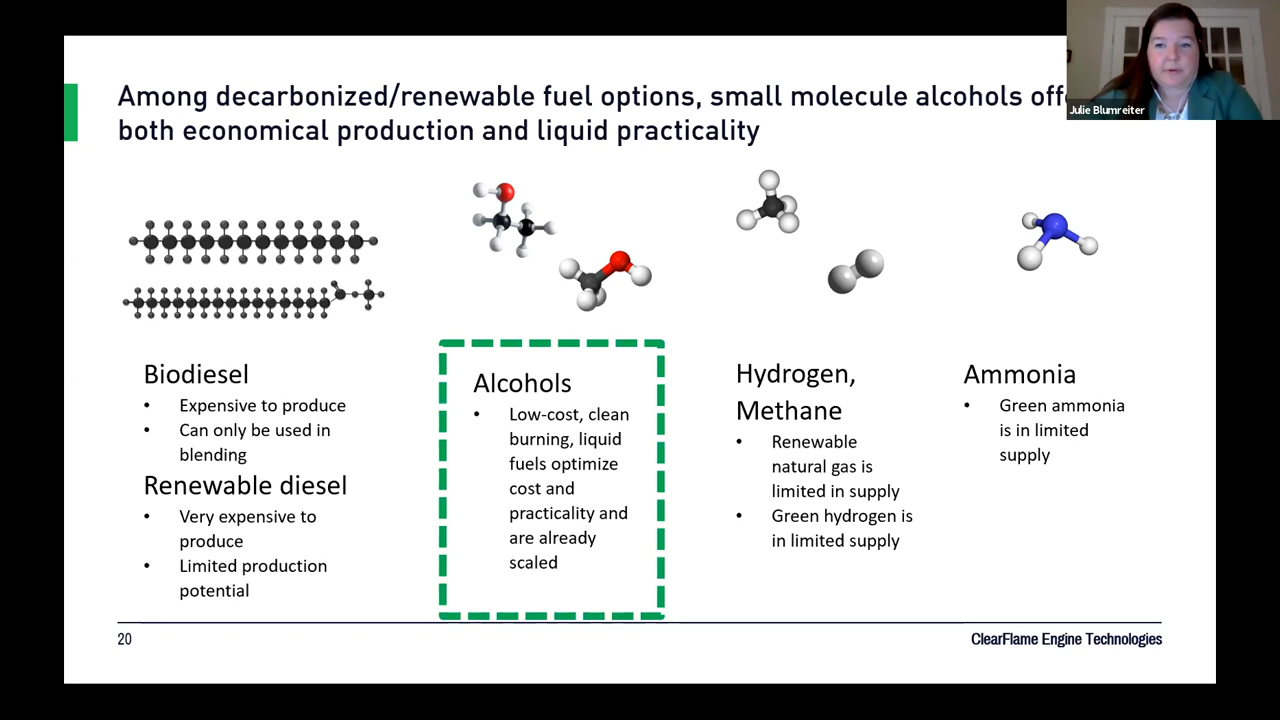 Among decarbonized/renewable fuel options, small molecule alcohols
both economical production and liquid practicality
Julie Blumreiter
Biodiesel
• Expensive to produce
• Can only be used in
blending
Renewable diesel
• Very expensive to
produce
• Limited production
potential
Alcohols
• Low-cost, clean
burning, liquid
fuels optimize
cost and
practicality and
are already
scaled
Hydrogen,
Methane
• Renewable
natural gas is
limited in supply
• Green hydrogen is
in limited supply
Ammonia
• Green ammonia
is in limited
supply
20
ClearFlame Engine Technologies